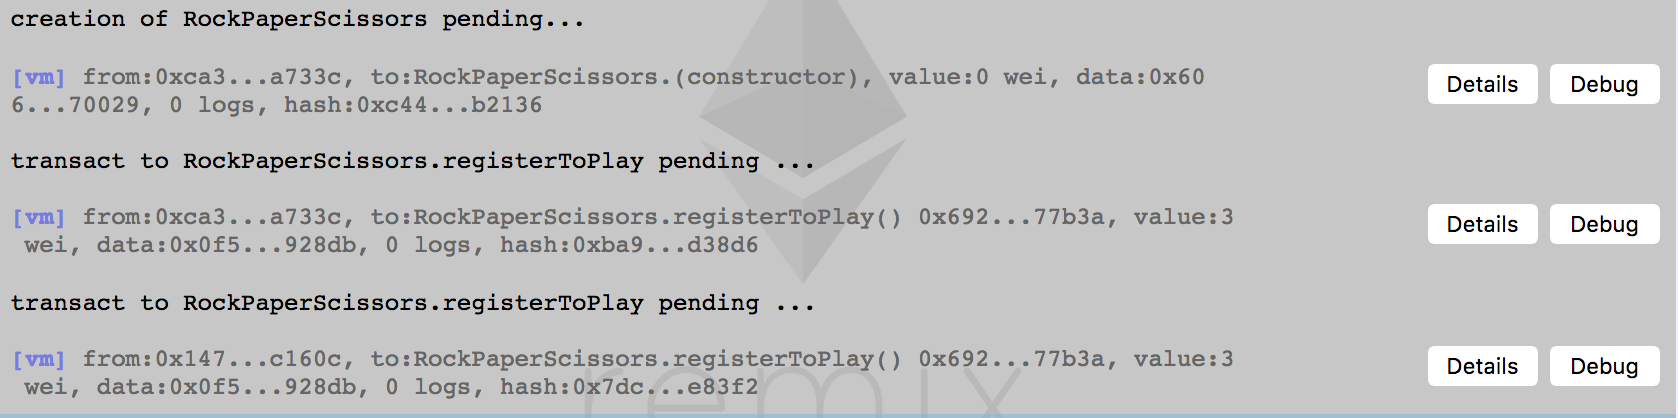 creation of RockPaperScissors pending...
[vm] from:0xca3...a733c, to:RockPaperScissors.(constructor), value:0 wei, data:0x60
6...70029, 0 logs, hash:0xc44...b2136
Details Debug
transact to RockPaperScissors.registerToPlay pending ...
[vm] from:0xca3...a733c, to:RockPaperScissors.registerToPlay() 0x692...77b3a, value:3
wei, data:0x0f5...928db, 0 logs, hash:0xba9...d38d6
Details Debug
transact to RockPaperScissors.registerToPlay pending ...
[vm] from:0x147...c160c, to:RockPaperScissors.registerToPlay() 0x692...77b3a, value:3
wei, data:0x0f5...928db, 0 logs, hash:0x7dc...e83f2
Details Debug
remix